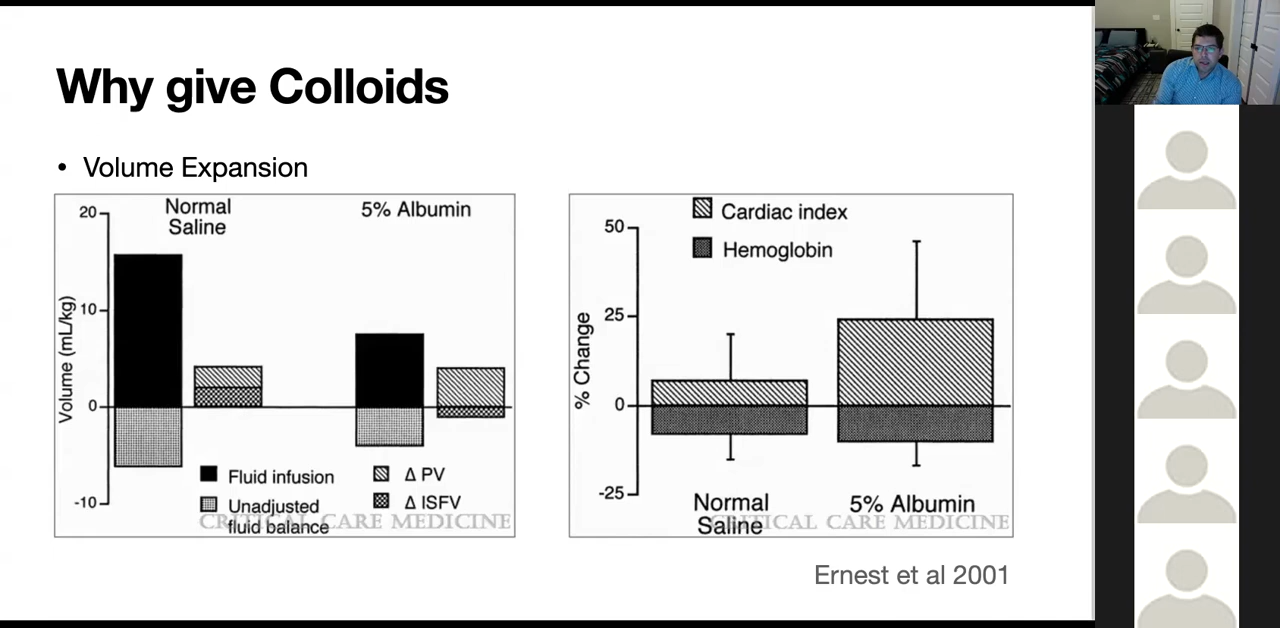 Why give Colloids
• Volume Expansion
Normal
Saline
5% Albumin
20
10
0
-10
Volume (mL/kg)
Fluid infusion
Unadjusted
fluid balance
Δ PV
Δ ISFV
CRITICAL CARE MEDICINE
Cardiac index
Hemoglobin
50
25
0
-25
% Change
Normal
Saline
5% Albumin
CRITICAL CARE MEDICINE
Ernest et al 2001